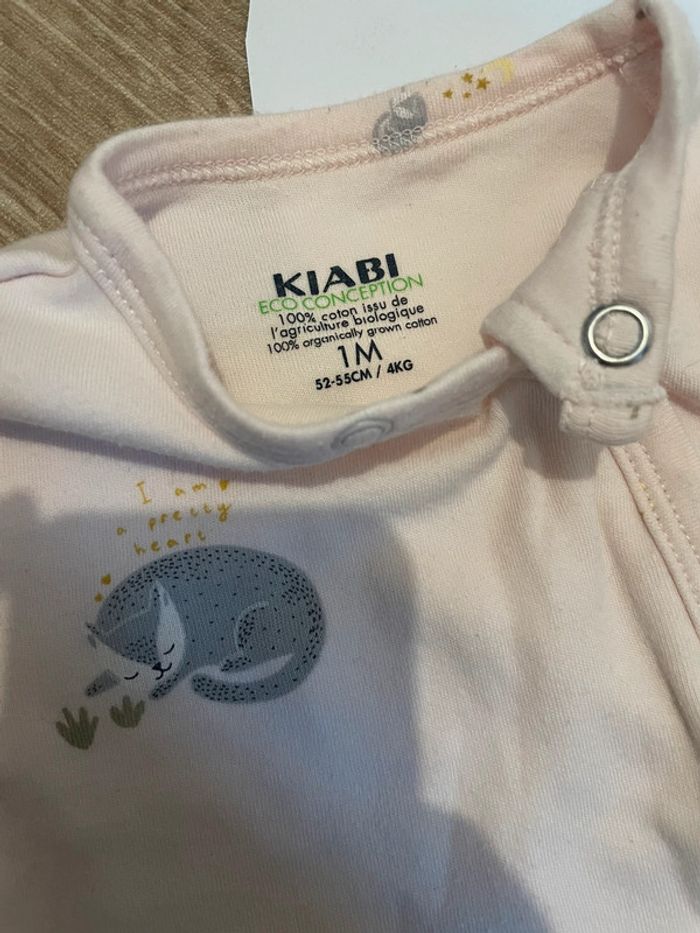 KIABI
ECO CONCEPTION
100% coton issu de
l'agriculture biologique
100% organically grown cotton
1M
52-55CM / 4KG
I am
a pretty
heart